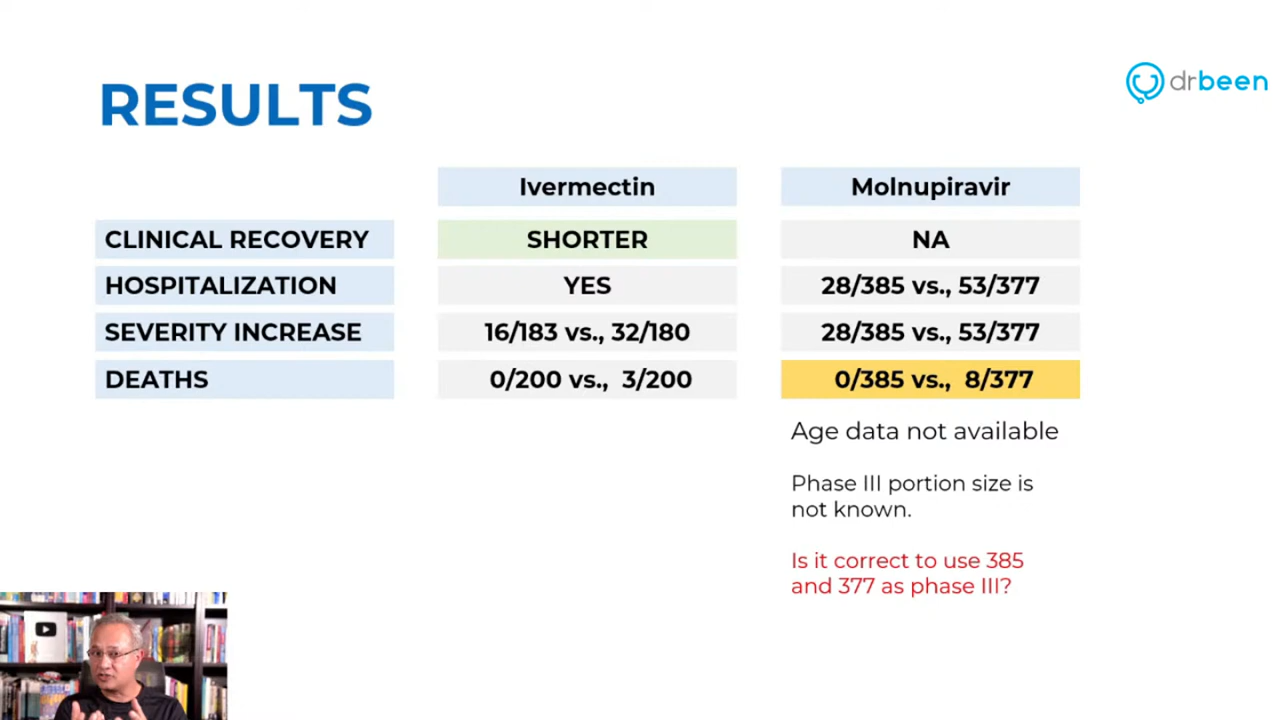 drbeen
RESULTS
Ivermectin Molnupiravir
CLINICAL RECOVERY SHORTER NA
HOSPITALIZATION YES 28/385 vs., 53/377
SEVERITY INCREASE 16/183 vs., 32/180 28/385 vs., 53/377
DEATHS 0/200 vs., 3/200 0/385 vs., 8/377
Age data not available
Phase III portion size is
not known.
Is it correct to use 385
and 377 as phase III?